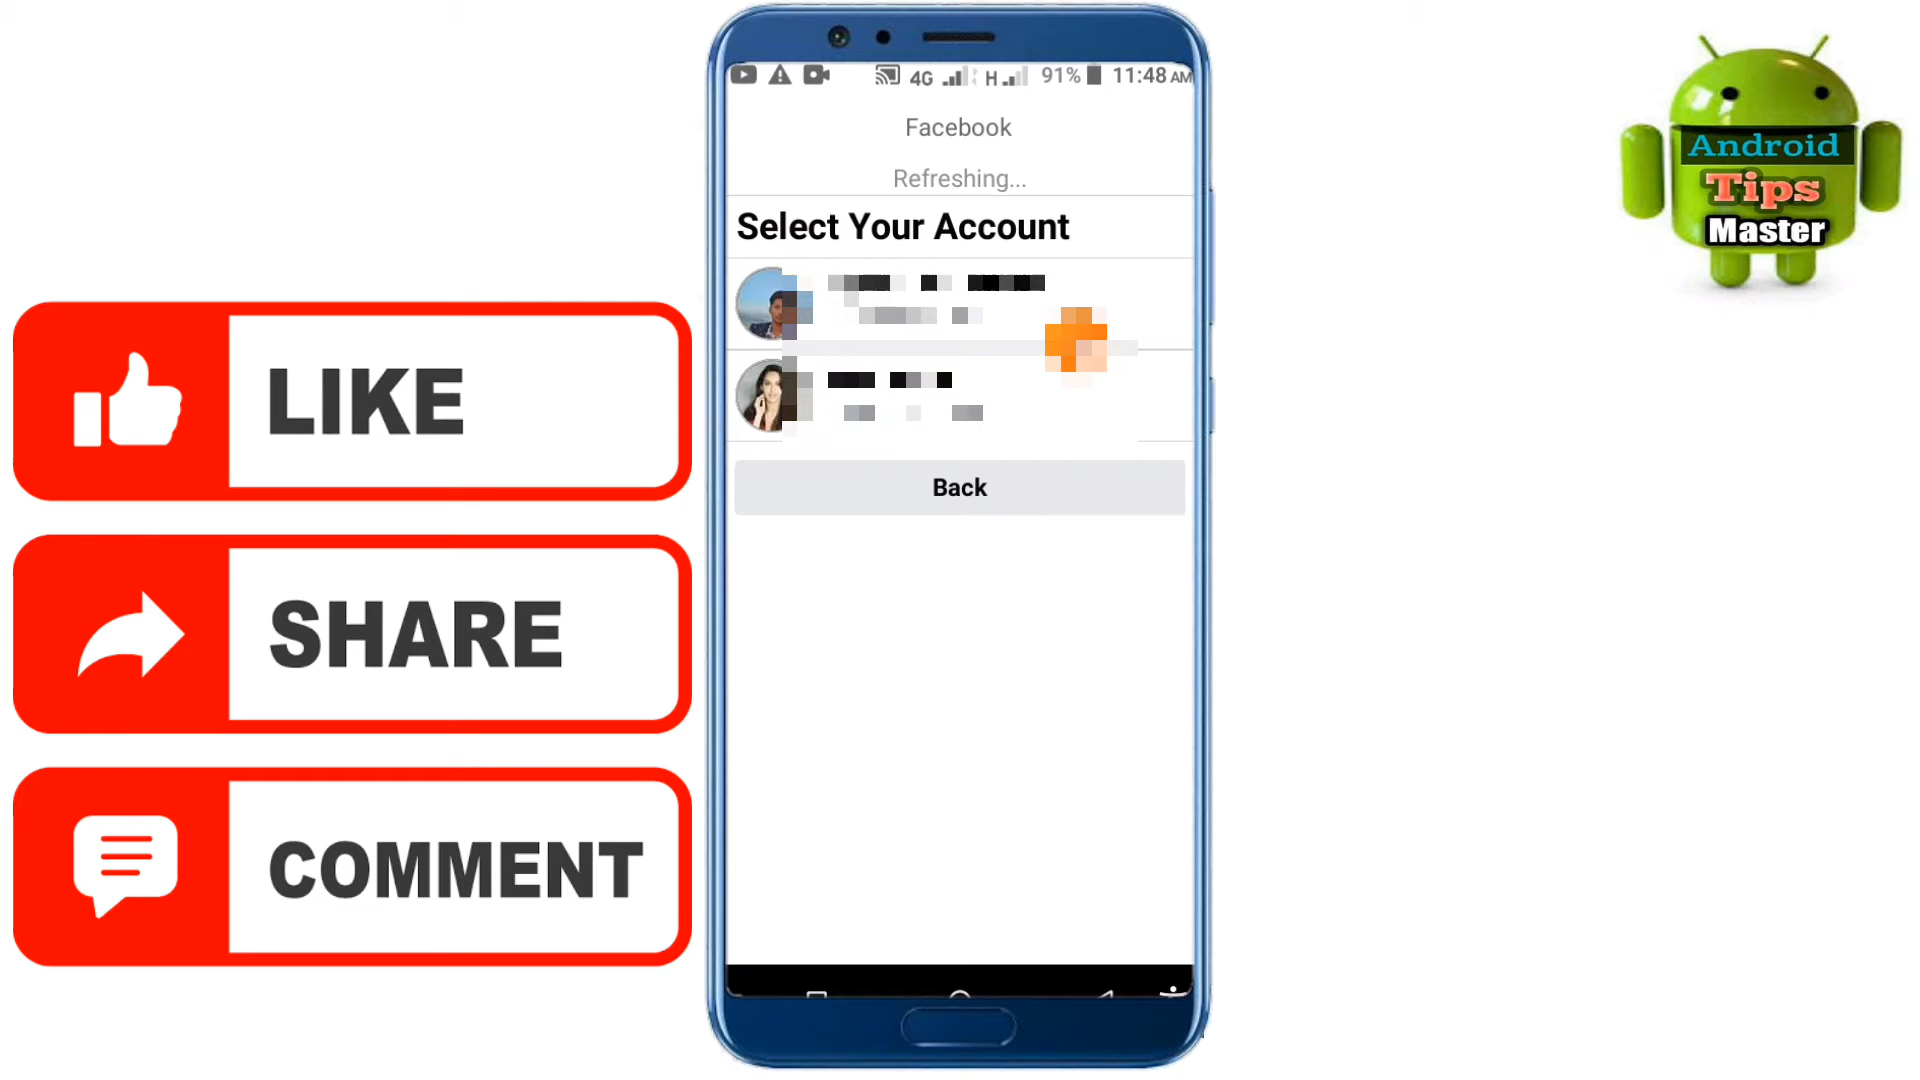 4G
H
91%
11:48 AM
Facebook
Refreshing...
Select Your Account
Back
LIKE
SHARE
COMMENT
Android
Tips
Master